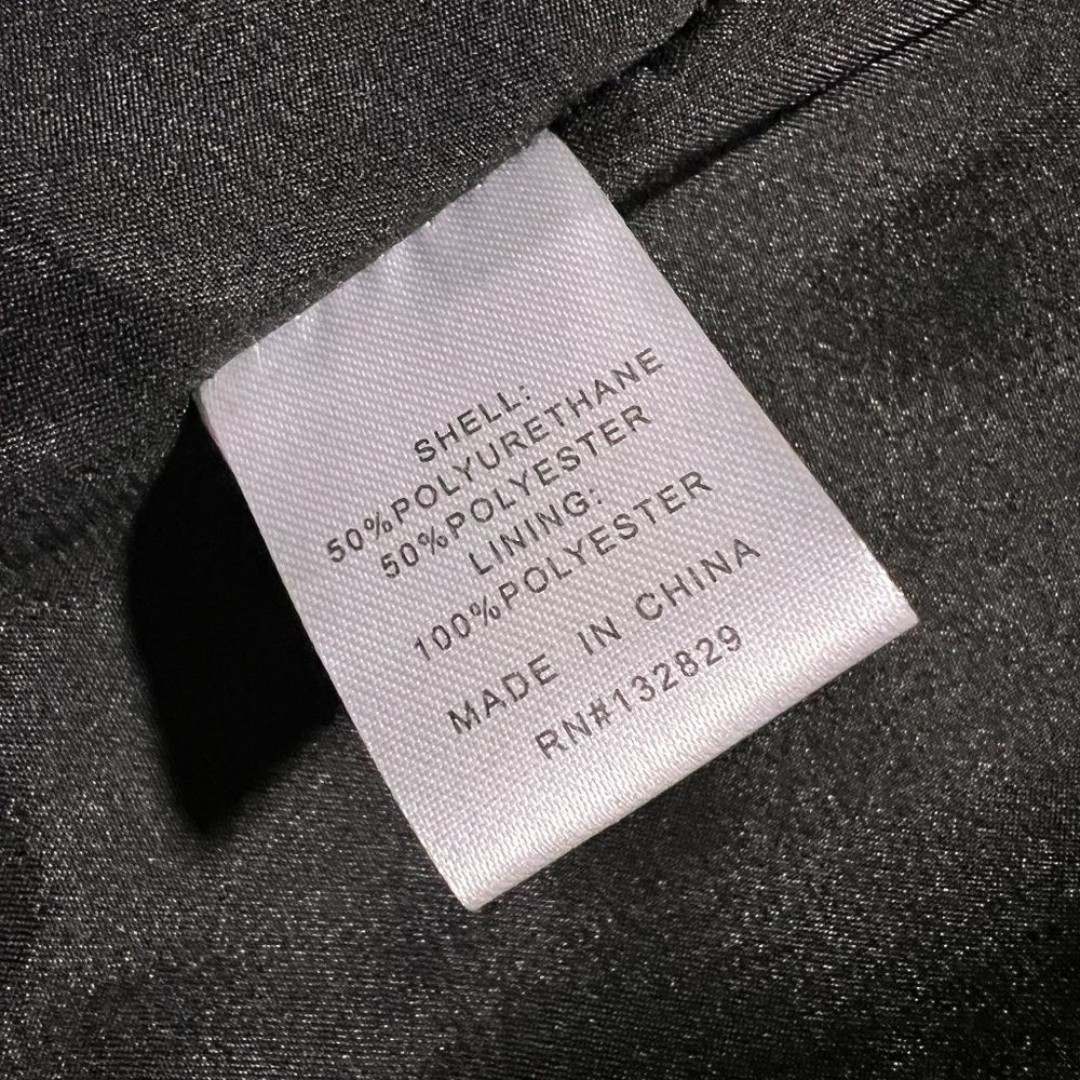 SHELL:
50%POLYURETHANE
50%POLYESTER
LINING:
100%POLYESTER
MADE IN CHINA
RN#132829